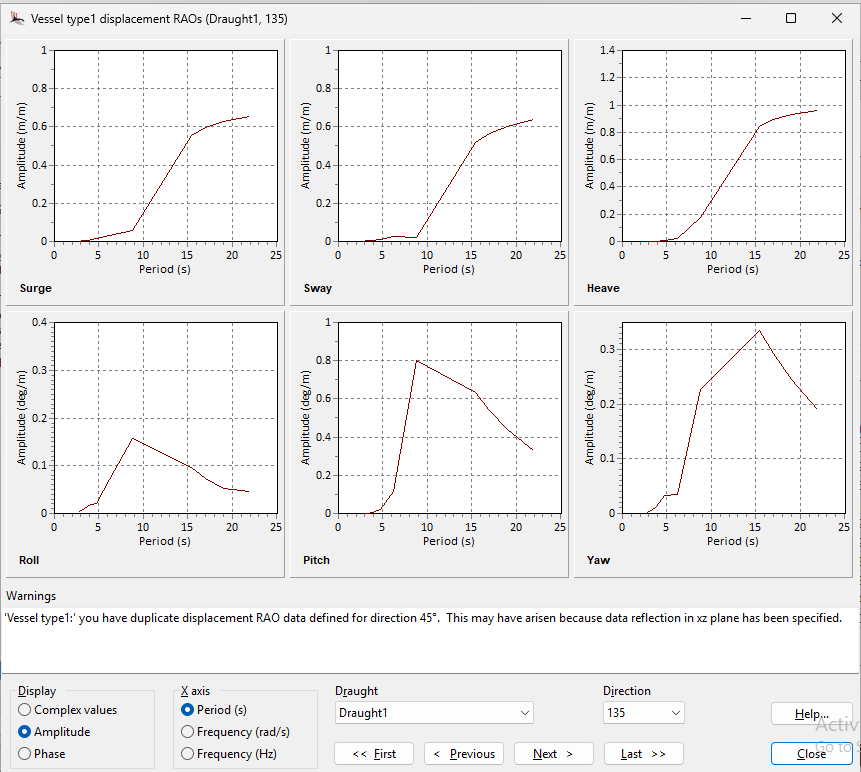 Vessel type1 displacement RAOs (Draught1, 135)
1
0.8
0.6
0.4
0.2
0
Amplitude (m/m)
0 5 10 15 20 25
Period (s)
Surge
1
0.8
0.6
0.4
0.2
0
Amplitude (m/m)
0 5 10 15 20 25
Period (s)
Sway
1.4
1.2
1
0.8
0.6
0.4
0.2
0
Amplitude (m/m)
0 5 10 15 20 25
Period (s)
Heave
0.4
0.3
0.2
0.1
0
Amplitude (deg/m)
0 5 10 15 20 25
Period (s)
Roll
1
0.8
0.6
0.4
0.2
0
Amplitude (deg/m)
0 5 10 15 20 25
Period (s)
Pitch
0.3
0.2
0.1
0
Amplitude (deg/m)
0 5 10 15 20 25
Period (s)
Yaw
Warnings
'Vessel type1:' you have duplicate displacement RAO data defined for direction 45°. This may have arisen because data reflection in xz plane has been specified.
Display
Complex values
Amplitude
Phase
X axis
Period (s)
Frequency (rad/s)
Frequency (Hz)
Draught
Draught1
Direction
135
<< First
< Previous
Next >
Last >>
Help...
Activ
Go to S
Close